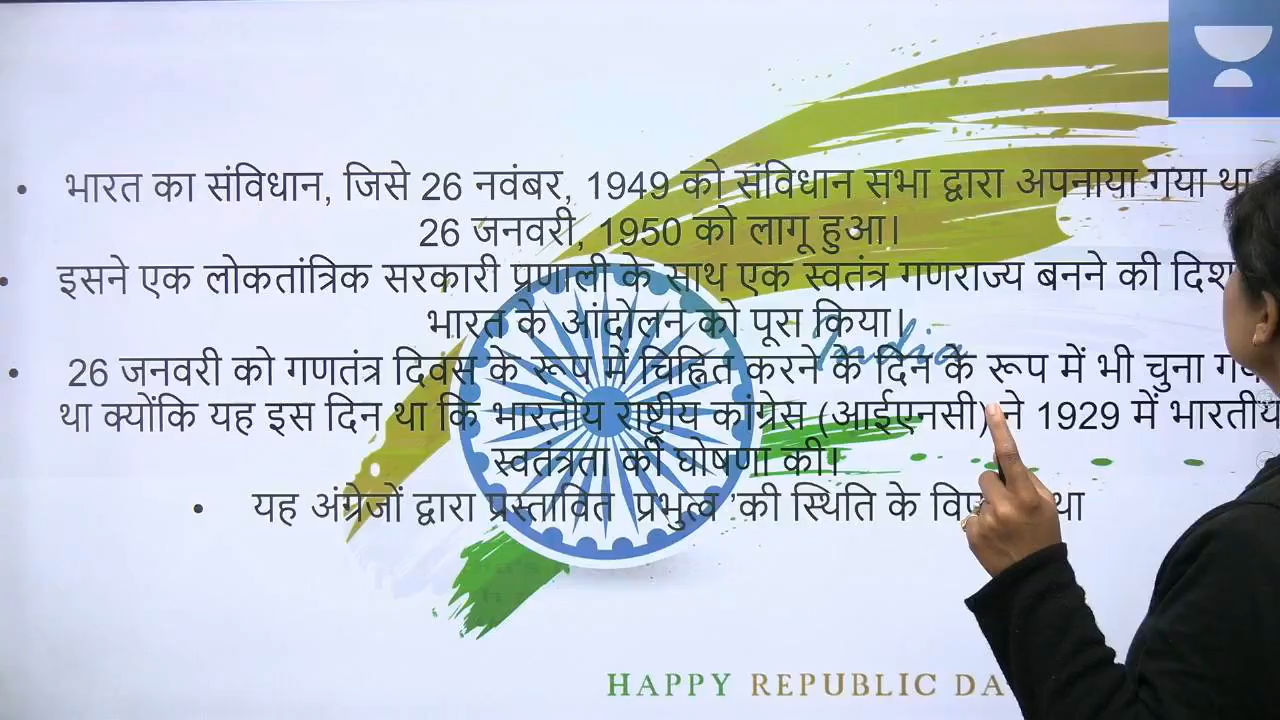 • भारत का संविधान, जिसे 26 नवंबर, 1949 को संविधान सभा द्वारा अपनाया गया था
26 जनवरी, 1950 को लागू हुआ।
• इसने एक लोकतांत्रिक सरकारी प्रणाली के साथ एक स्वतंत्र गणराज्य बनने की
भारत के आंदोलन को पूरा किया।
• 26 जनवरी को गणतंत्र दिवस के रूप में चिह्नित करने के दिन के रूप में भी चुना
था क्योंकि यह इस दिन था कि भारतीय राष्ट्रीय कांग्रेस (आईएनसी) ने 1929 में भारतीय
स्वतंत्रता की घोषणा की।
• यह अंग्रेजों द्वारा प्रस्तावित प्रभुत्व 'की स्थिति के था
India
HAPPY REPUBLIC